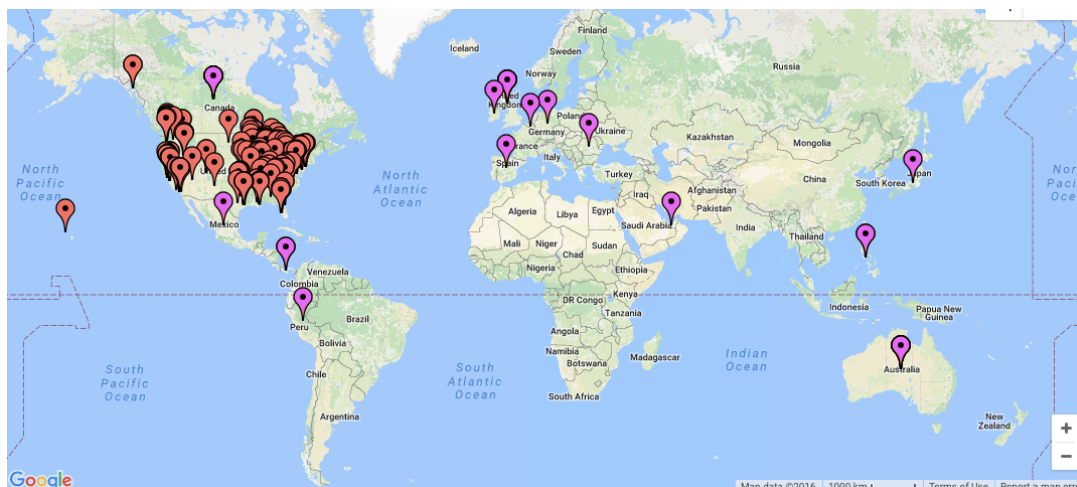 Finland
Iceland
Sweden
Russia
Norway
Canada
United
Kingdom
Poland
Germany
Ukraine
France
Kazakhstan
Mongolia
Italy
Spain
North
Pacific
Ocean
North
Atlantic
Ocean
Turkey
South Korea
Japan
China
Afghanistan
Iraq
Pakistan
Algeria
Libya
Egypt
Saudi Arabia
India
Mexico
Mali
Niger
Sudan
Chad
Thailand
Nigeria
Ethiopia
Venezuela
Colombia
Kenya
DR Congo
Indonesia
Papua New
Guinea
Tanzania
Peru
Brazil
Angola
Bolivia
Namibia
Botswana
Madagascar
Indian
Ocean
South
Pacific
Ocean
South
Atlantic
Ocean
Chile
Australia
South Africa
Argentina
New
Zealand
Google
Map data ©2016
1000 km
Terms of Use